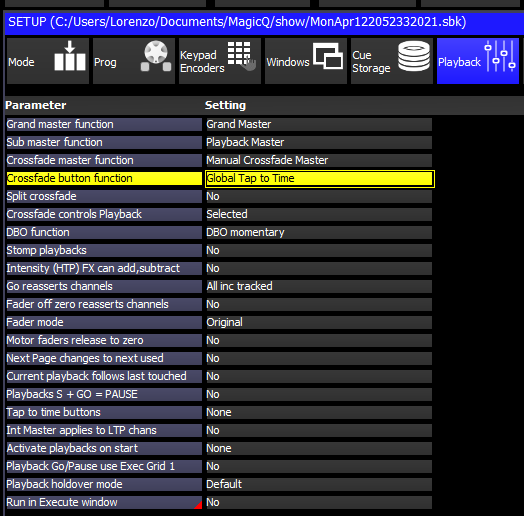 SETUP (C:/Users/Lorenzo/Documents/MagicQ/show/MonApr122052332021.sbk)
Mode
Prog
Keypad
Encoders
Windows
Cue
Storage
Playback
Parameter Setting
Grand master function Grand Master
Sub master function Playback Master
Crossfade master function Manual Crossfade Master
Crossfade button function Global Tap to Time
Split crossfade No
Crossfade controls Playback Selected
DBO function DBO momentary
Stomp playbacks No
Intensity (HTP) FX can add,subtract No
Go reasserts channels All inc tracked
Fader off zero reasserts channels No
Fader mode Original
Motor faders release to zero No
Next Page changes to next used No
Current playback follows last touched No
Playbacks S + GO = PAUSE No
Tap to time buttons None
Int Master applies to LTP chans No
Activate playbacks on start None
Playback Go/Pause use Exec Grid 1 No
Playback holdover mode Default
Run in Execute window No